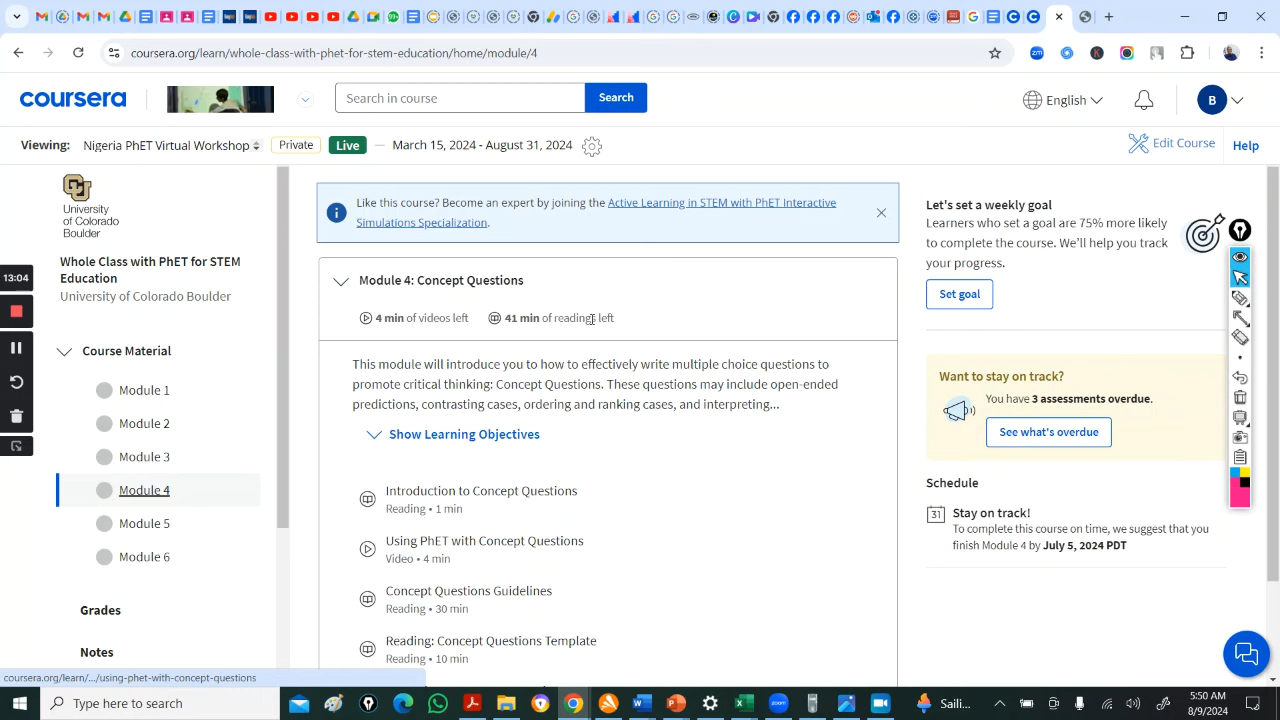 coursera.org/learn/whole-class-with-phet-for-stem-education/home/module/4
coursera
Search in course
Search
English
B
Viewing: Nigeria PhET Virtual Workshop
Private
Live
— March 15, 2024 - August 31, 2024
Edit Course
Help
CU
University
of Colorado
Boulder
Whole Class with PhET for STEM
Education
University of Colorado Boulder
13:04
Course Material
Module 1
Module 2
Module 3
Module 4
Module 5
Module 6
Grades
Notes
coursera.org/learn/.../using-phet-with-concept-questions
Like this course? Become an expert by joining the Active Learning in STEM with PhET Interactive
Simulations Specialization.
Module 4: Concept Questions
4 min of videos left
41 min of readings left
This module will introduce you to how to effectively write multiple choice questions to
promote critical thinking: Concept Questions. These questions may include open-ended
predictions, contrasting cases, ordering and ranking cases, and interpreting...
Show Learning Objectives
Introduction to Concept Questions
Reading • 1 min
Using PhET with Concept Questions
Video • 4 min
Concept Questions Guidelines
Reading • 30 min
Reading: Concept Questions Template
Reading • 10 min
Let's set a weekly goal
Learners who set a goal are 75% more likely
to complete the course. We'll help you track
your progress.
Set goal
Want to stay on track?
You have 3 assessments overdue.
See what's overdue
Schedule
31
Stay on track!
To complete this course on time, we suggest that you
finish Module 4 by July 5, 2024 PDT
Type here to search
Saili...
5:50 AM
8/9/2024